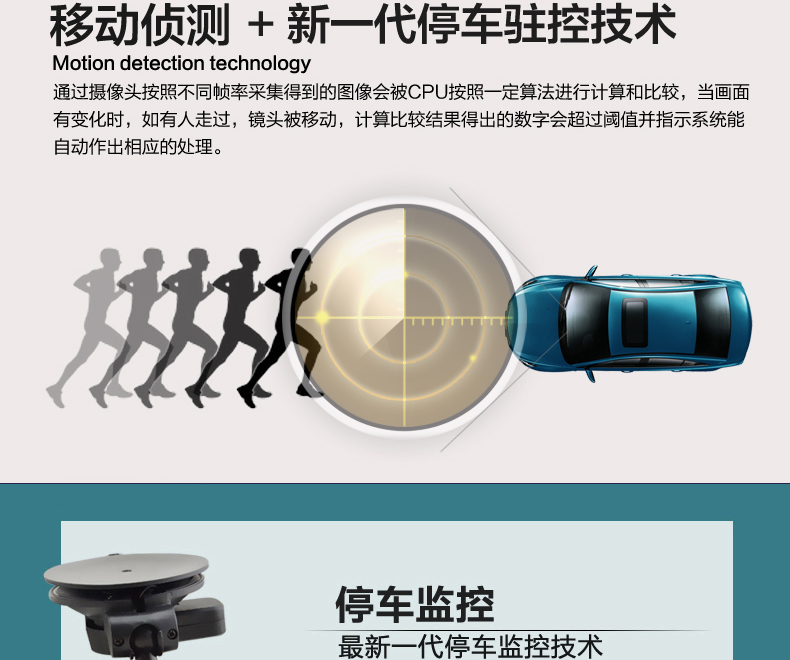 移动侦测 + 新一代停车驻控技术
Motion detection technology
通过摄像头按照不同帧率采集得到的图像会被CPU按照一定算法进行计算和比较，当画面
有变化时，如有人走过，镜头被移动，计算比较结果得出的数字会超过阈值并指示系统能
自动作出相应的处理。
停车监控
最新一代停车监控技术